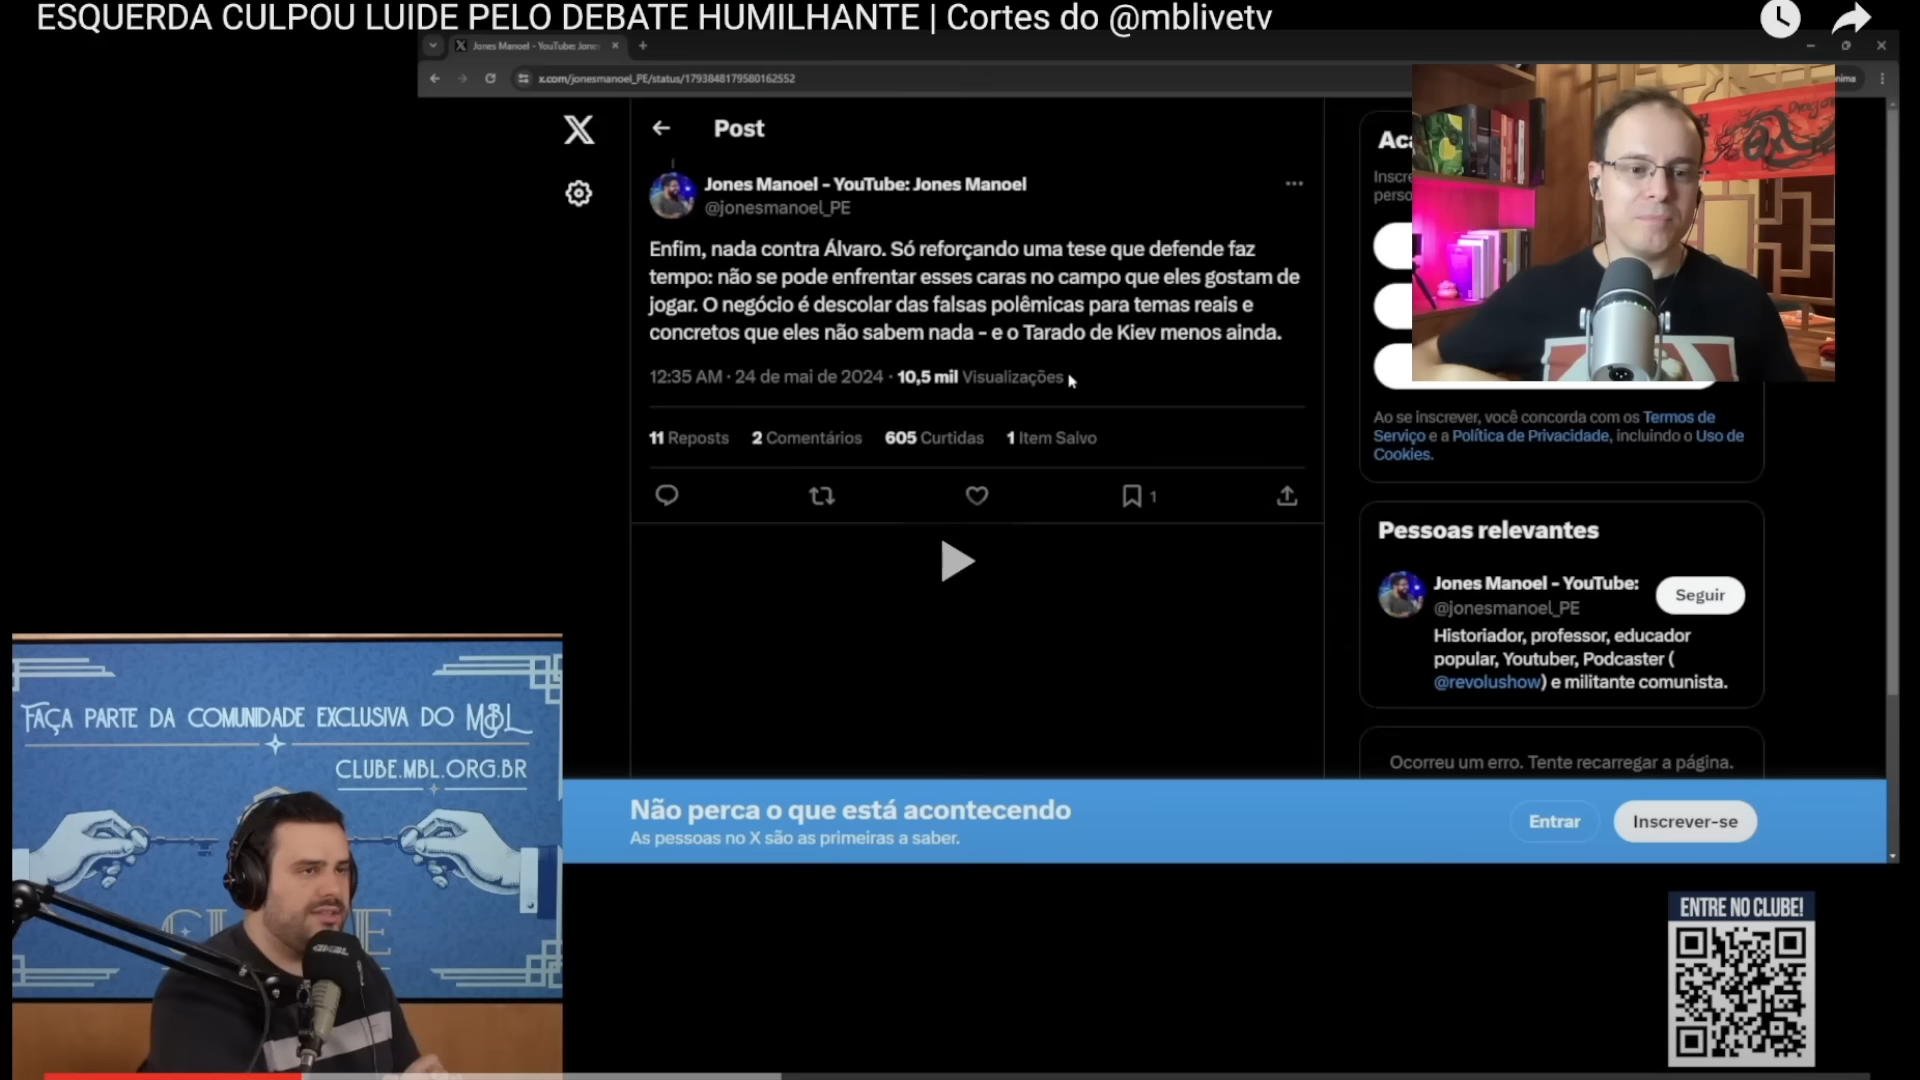 ESQUERDA CULPOU LUIDE PELO DEBATE HUMILHANTE | Cortes do @mblivetv
Jones Manoel - YouTube: Jone
x.com/jonesmanoel_PE/status/1793848179580162552
Post
Jones Manoel - YouTube: Jones Manoel
@jonesmanoel_PE
Enfim, nada contra Álvaro. Só reforçando uma tese que defende faz
tempo: não se pode enfrentar esses caras no campo que eles gostam de
jogar. O negócio é descolar das falsas polêmicas para temas reais e
concretos que eles não sabem nada - e o Tarado de Kiev menos ainda.
12:35 AM · 24 de mai de 2024 · 10,5 mil Visualizações
11 Reposts 2 Comentários 605 Curtidas 1 Item Salvo
1
Inscre
perso
Ao se inscrever, você concorda com os Termos de
Serviço e a Política de Privacidade, incluindo o Uso de
Cookies.
Pessoas relevantes
Jones Manoel - YouTube:
@jonesmanoel_PE
Seguir
Historiador, professor, educador
popular, Youtuber, Podcaster (
@revolushow) e militante comunista.
Ocorreu um erro. Tente recarregar a página.
Não perca o que está acontecendo
As pessoas no X são as primeiras a saber.
Entrar
Inscrever-se
FAÇA PARTE DA COMUNIDADE EXCLUSIVA DO MBL
CLUBE.MBL.ORG.BR
ENTRE NO CLUBE!